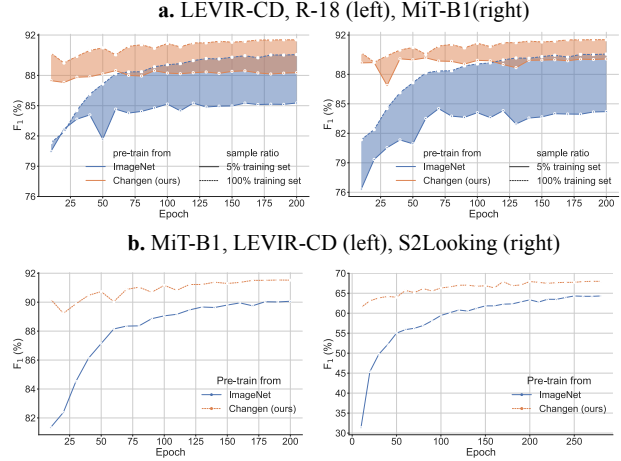 a. LEVIR-CD, R-18 (left), MiT-B1(right)
92
88
85
82
79
76
F1 (%)
pre-train from
ImageNet
Changen (ours)
sample ratio
5% training set
100% training set
0 25 50 75 100 125 150 175 200
Epoch
92
88
85
82
79
76
F1 (%)
pre-train from
ImageNet
Changen (ours)
sample ratio
5% training set
100% training set
0 25 50 75 100 125 150 175 200
Epoch
b. MiT-B1, LEVIR-CD (left), S2Looking (right)
92
90
88
86
84
82
F1 (%)
Pre-train from
ImageNet
Changen (ours)
0 25 50 75 100 125 150 175 200
Epoch
70
65
60
55
50
45
40
35
30
F1 (%)
Pre-train from
ImageNet
Changen (ours)
0 50 100 150 200 250
Epoch